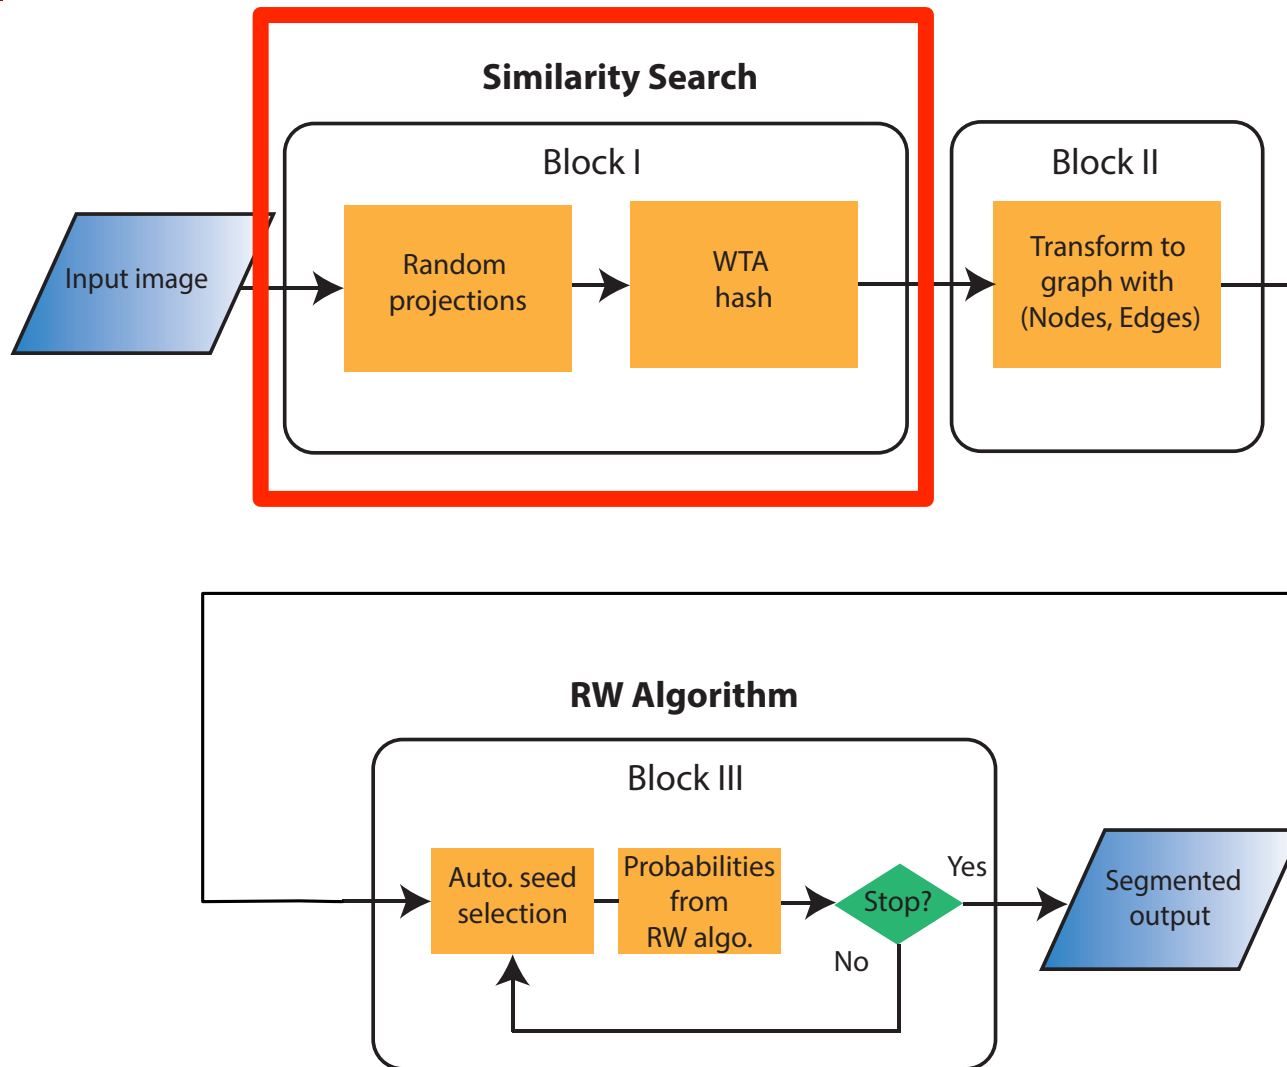 Similarity Search
Block I
Block II
Input image
Random
projections
WTA
hash
Transform to
graph with
(Nodes, Edges)
RW Algorithm
Block III
Auto. seed
selection
Probabilities
from
RW algo.
Stop?
Yes
No
Segmented
output